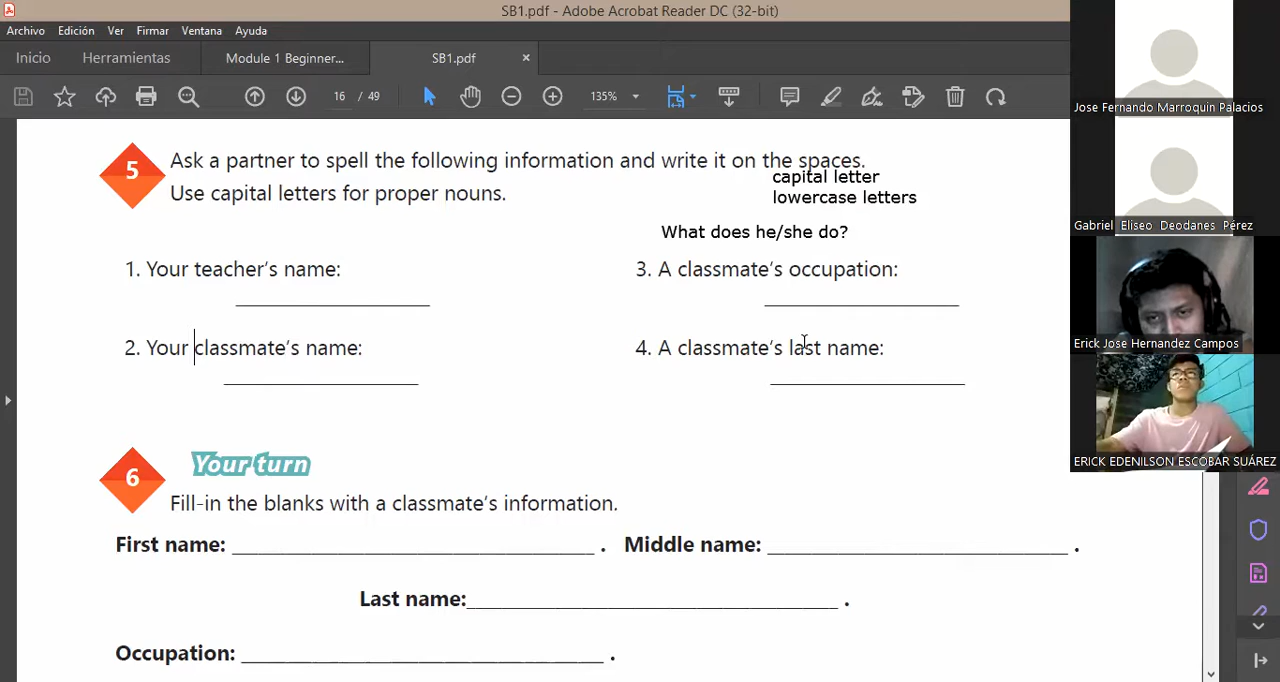 SB1.pdf - Adobe Acrobat Reader DC (32-bit)
Archivo Edición Ver Firmar Ventana Ayuda
Inicio Herramientas Module 1 Beginner... SB1.pdf ×
16 / 49 135%
5 Ask a partner to spell the following information and write it on the spaces.
Use capital letters for proper nouns.
capital letter
lowercase letters
What does he/she do?
1. Your teacher's name:
3. A classmate's occupation:
2. Your classmate's name:
4. A classmate's last name:
6 Your turn
Fill-in the blanks with a classmate's information.
First name: ______ . Middle name: ______ .
Last name:______ .
Occupation: ______ .
Jose Fernando Marroquin Palacios
Gabriel Eliseo Deodanes Pérez
Erick Jose Hernandez Campos
ERICK EDENILSON ESCOBAR SUÁREZ